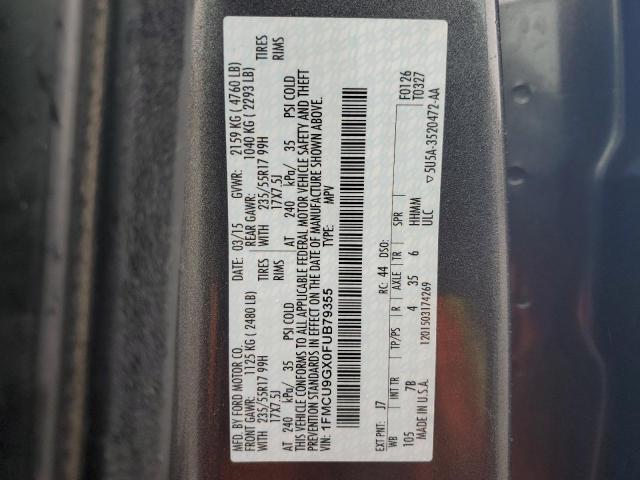 MFD. BY FORD MOTOR CO.
DATE: 03/15 GVWR: 2159 KG ( 4760 LB)
FRONT GAWR: 1125 KG ( 2480 LB) REAR GAWR: 1040 KG ( 2293 LB)
WITH 235/55R17 99H TIRES WITH 235/55R17 99H TIRES
17X7.5J RIMS 17X7.5J RIMS
AT 240 kPa/ 35 PSI COLD AT 240 kPa/ 35 PSI COLD
THIS VEHICLE CONFORMS TO ALL APPLICABLE FEDERAL MOTOR VEHICLE SAFETY AND THEFT
PREVENTION STANDARDS IN EFFECT ON THE DATE OF MANUFACTURE SHOWN ABOVE.
VIN: 1FMCU9GX0FUB79355 TYPE: MPV
F0126
T0327
EXT PNT: J7 RC: 44 DSO:
WB INT TR TP/PS R AXLE TR SPR
105 7B 4 35 6 HHMM
ULC
MADE IN U.S.A. 1201503174269
▽5U5A-3520472-AA